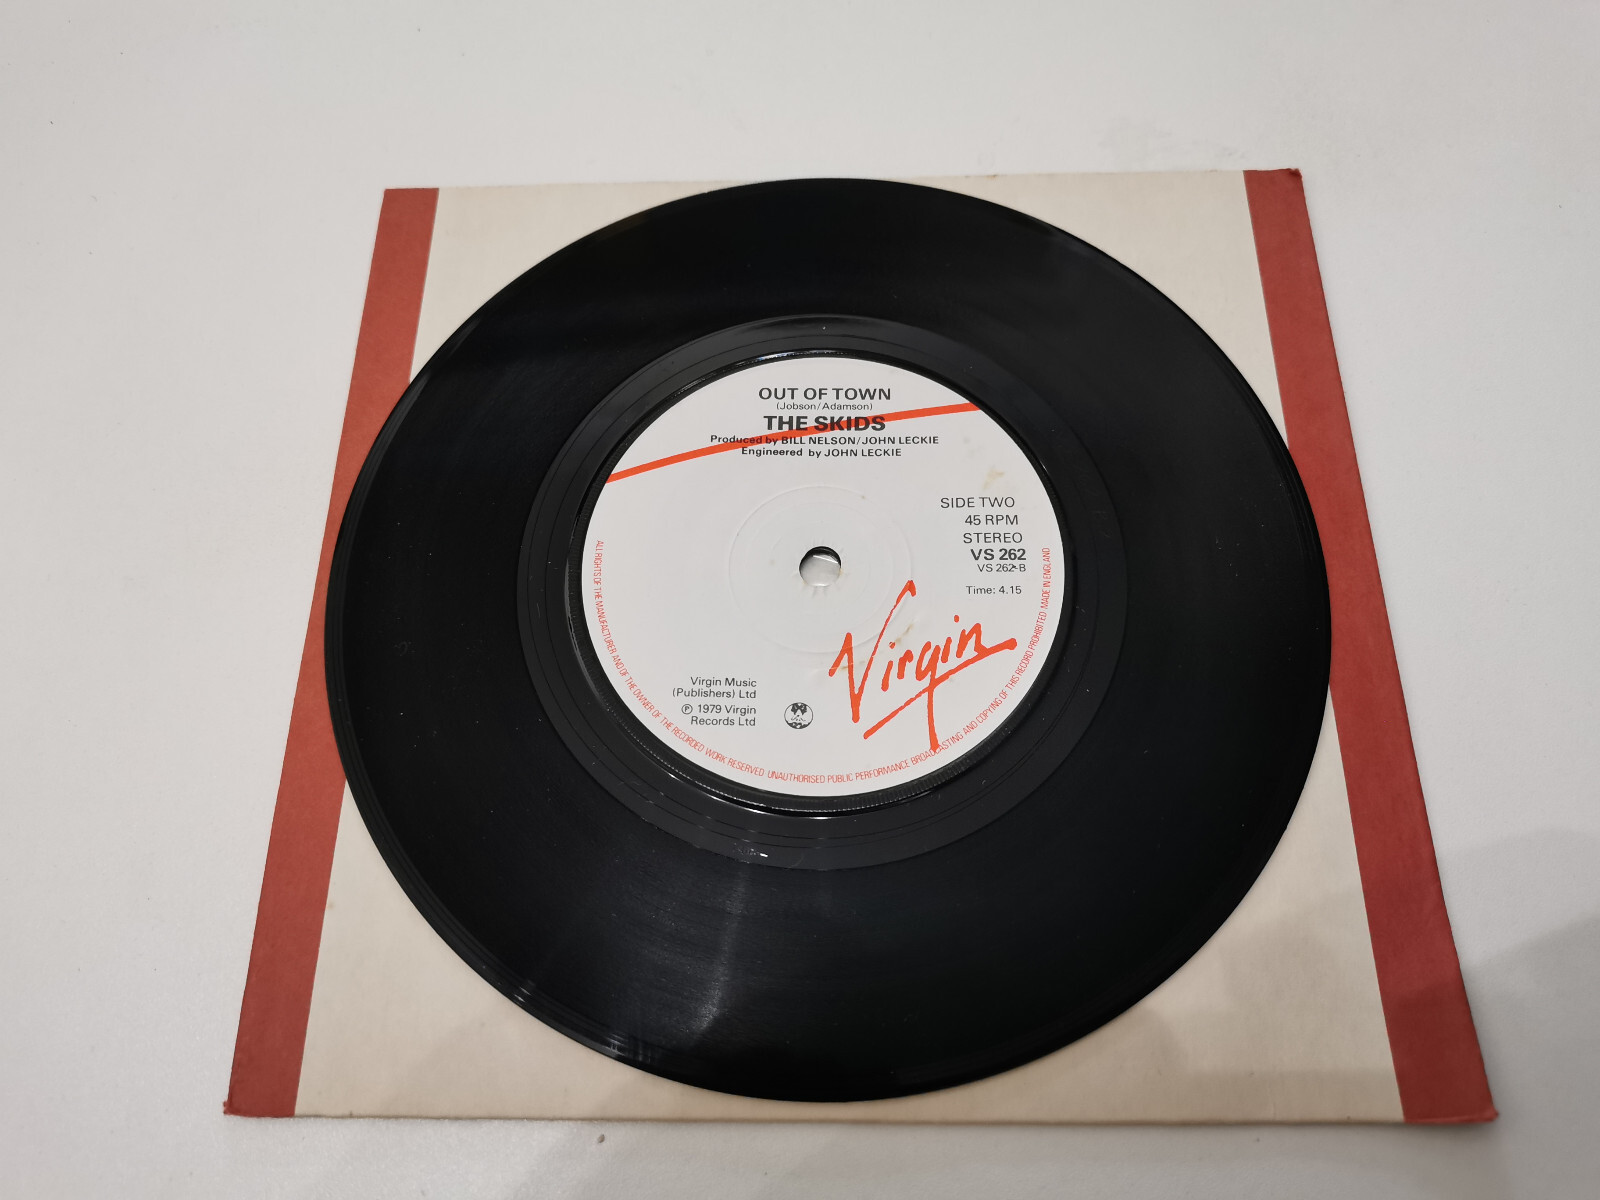 OUT OF TOWN
(Jobson/Adamson)
THE SKIDS
Produced by BILL NELSON/JOHN LECKIE
Engineered by JOHN LECKIE
SIDE TWO
45 RPM
STEREO
VS 262
VS 262-B
Time: 4.15
Virgin
Virgin Music
(Publishers) Ltd
℗ 1979 Virgin
Records Ltd
ALL RIGHTS OF THE MANUFACTURER AND OF THE OWNER OF THE RECORDED WORK RESERVED UNAUTHORISED PUBLIC PERFORMANCE BROADCASTING AND COPYING OF THIS RECORD PROHIBITED MADE IN ENGLAND